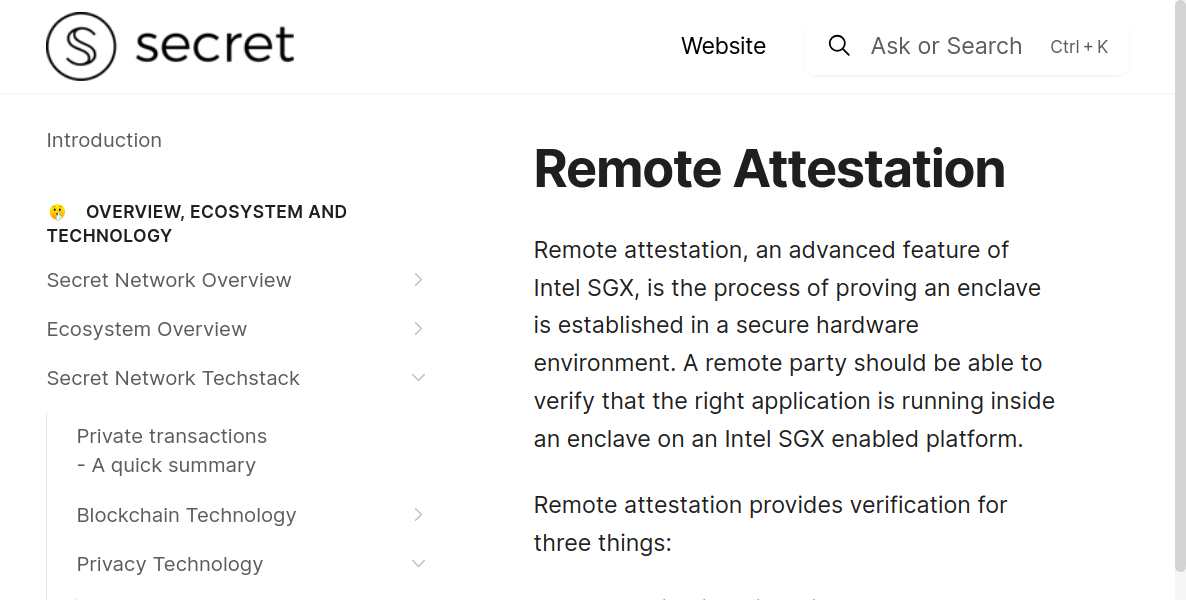 secret
Website
Ask or Search Ctrl + K
Introduction
OVERVIEW, ECOSYSTEM AND
TECHNOLOGY
Secret Network Overview
Ecosystem Overview
Secret Network Techstack
Private transactions
- A quick summary
Blockchain Technology
Privacy Technology
Remote Attestation
Remote attestation, an advanced feature of
Intel SGX, is the process of proving an enclave
is established in a secure hardware
environment. A remote party should be able to
verify that the right application is running inside
an enclave on an Intel SGX enabled platform.
Remote attestation provides verification for
three things: